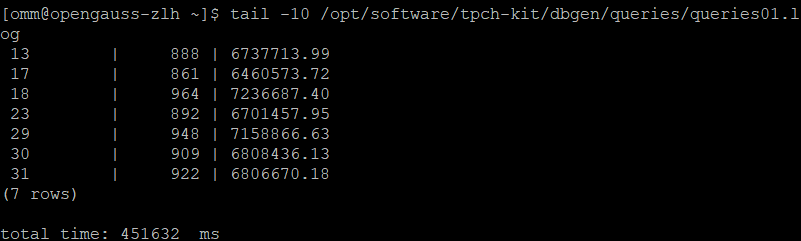 [omm@opengauss-zlh ~]$ tail -10 /opt/software/tpch-kit/dbgen/queries/queries01.l
og
 13         |     888 | 6737713.99
 17         |     861 | 6460573.72
 18         |     964 | 7236687.40
 23         |     892 | 6701457.95
 29         |     948 | 7158866.63
 30         |     909 | 6808436.13
 31         |     922 | 6806670.18
(7 rows)

total time: 451632  ms